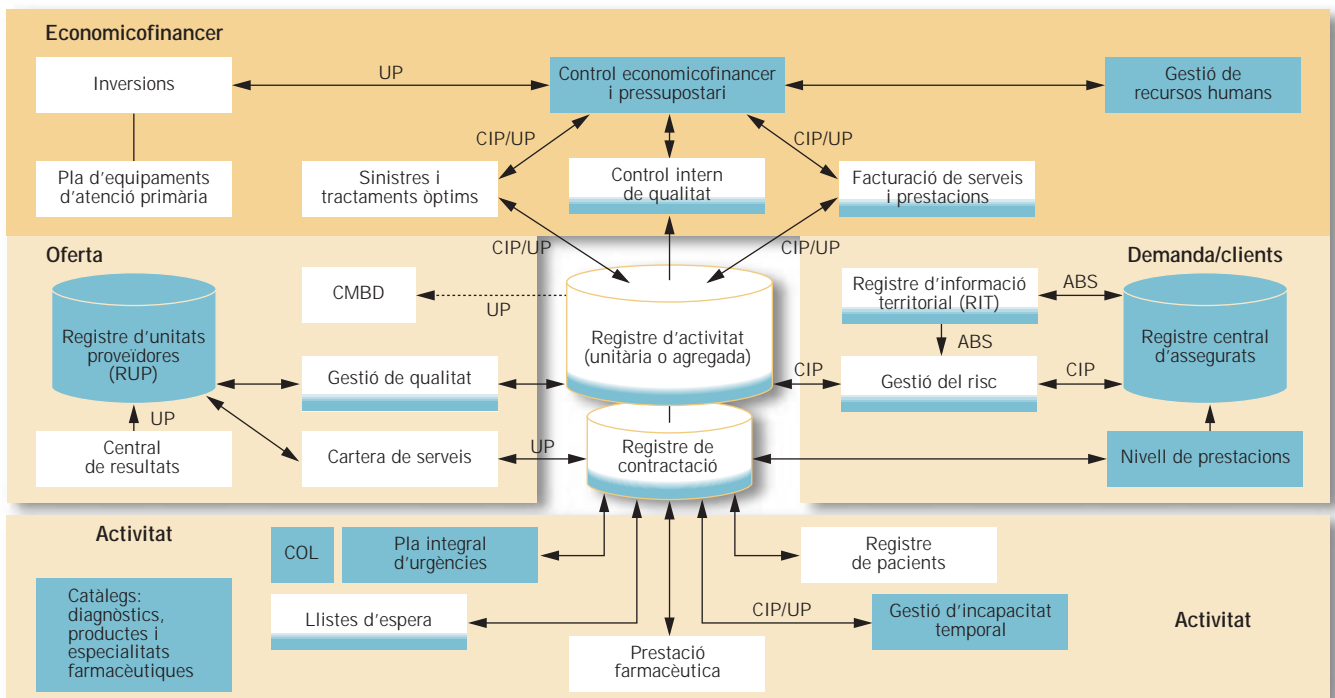 Economicofinancer
Inversions
UP
Control economicofinancer
i pressupostari
Gestió de
recursos humans
CIP/UP
CIP/UP
Pla d'equipaments
d'atenció primària
Sinistres i
tractaments òptims
Control intern
de qualitat
Facturació de serveis
i prestacions
CIP/UP
CIP/UP
Oferta
Demanda/clients
CMBD
UP
Registre d'unitats
proveïdores
(RUP)
Registre d'activitat
(unitària o agregada)
Registre d'informació
territorial (RIT)
ABS
ABS
Registre central
d'assegurats
Gestió de qualitat
CIP
Gestió del risc
CIP
UP
Central
de resultats
Cartera de serveis
UP
Registre de
contractació
Nivell de prestacions
Activitat
COL
Pla integral
d'urgències
Registre
de pacients
Catàlegs:
diagnòstics,
productes i
especialitats
farmacèutiques
Llistes d'espera
CIP/UP
Gestió d'incapacitat
temporal
Activitat
Prestació
farmacèutica